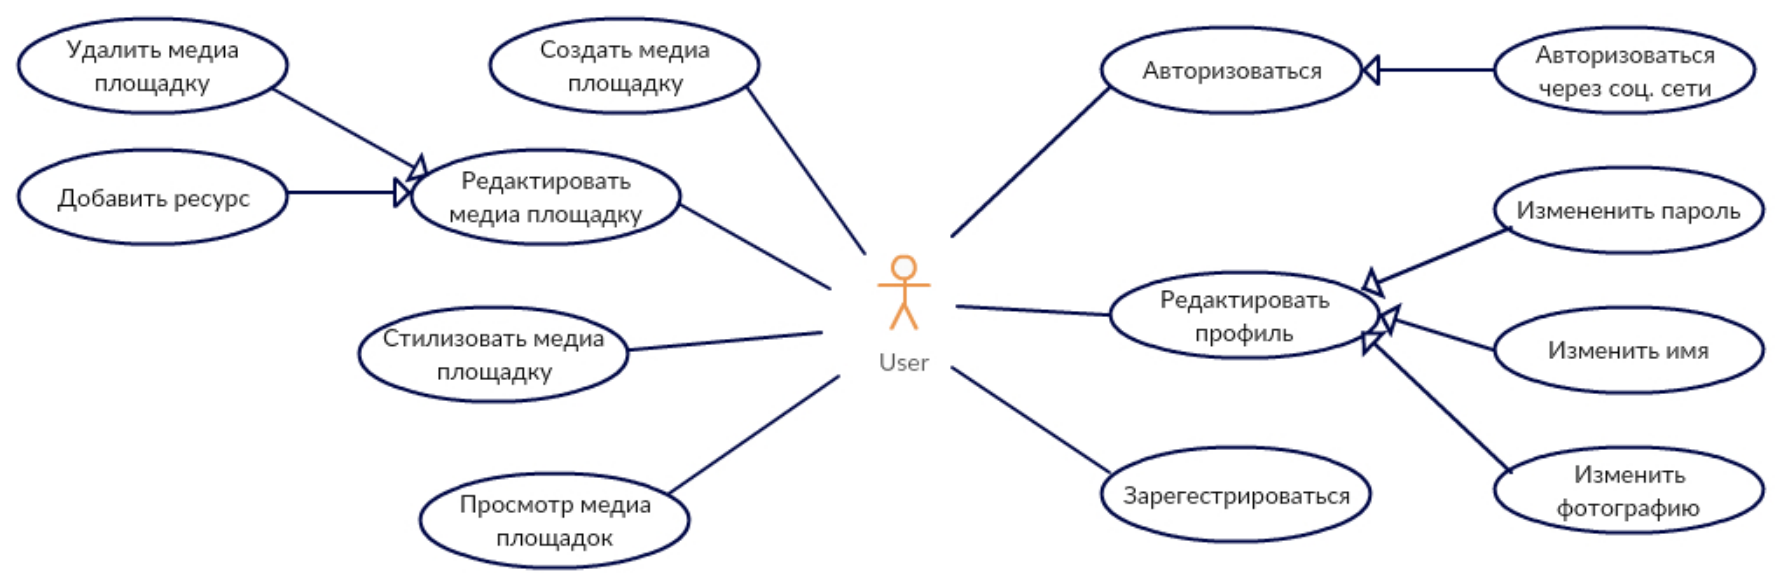 Удалить медиа
площадку
Создать медиа
площадку
Авторизоваться
Авторизоваться
через соц. сети
Добавить ресурс
Редактировать
медиа площадку
Измененить пароль
Стилизовать медиа
площадку
User
Редактировать
профиль
Изменить имя
Просмотр медиа
площадок
Зарегестрироваться
Изменить
фотографию